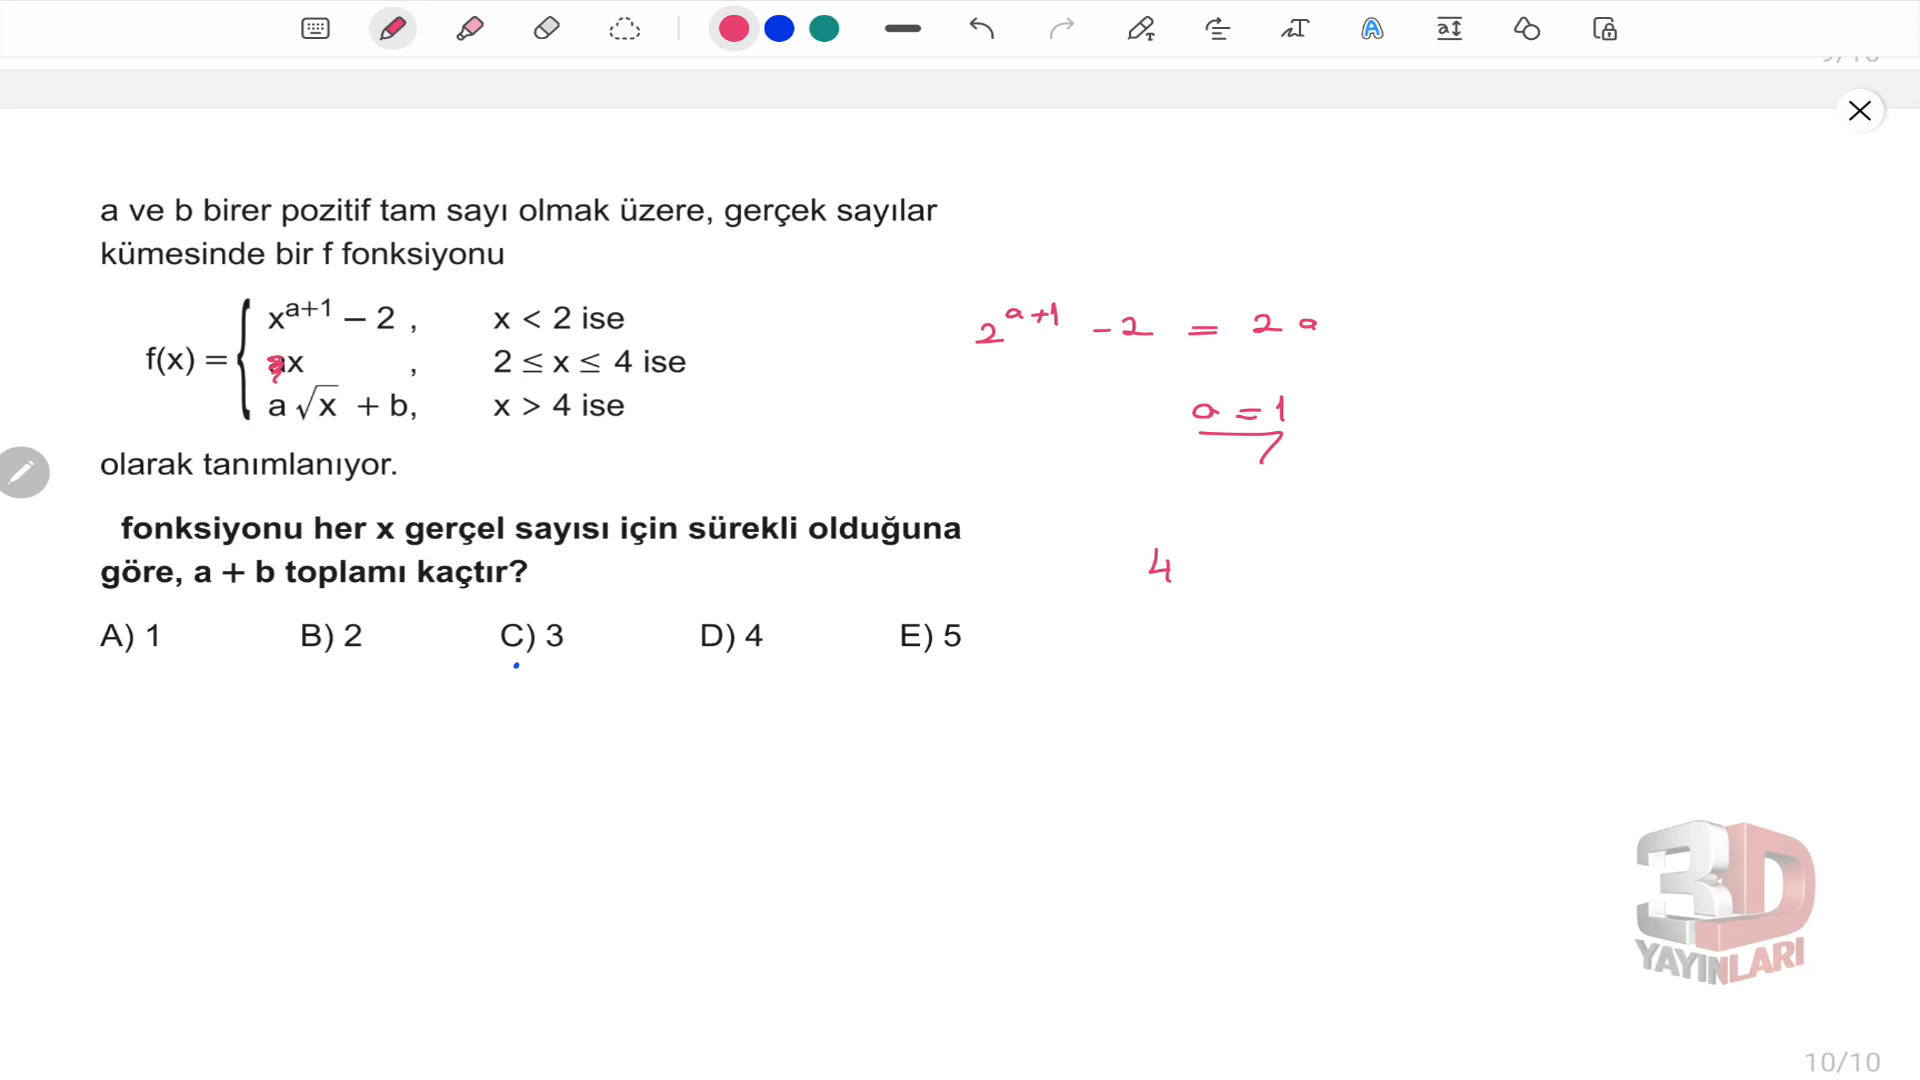 9/10
a ve b birer pozitif tam sayı olmak üzere, gerçek sayılar
kümesinde bir f fonksiyonu
f(x) = { x^{a+1} – 2 , x < 2 ise
ax , 2 ≤ x ≤ 4 ise
a √x + b, x > 4 ise
olarak tanımlanıyor.
fonksiyonu her x gerçel sayısı için sürekli olduğuna
göre, a + b toplamı kaçtır?
A) 1 B) 2 C) 3 D) 4 E) 5
2^{a+1} - 2 = 2a
a = 1
4
3D
YAYINLARI
10/10